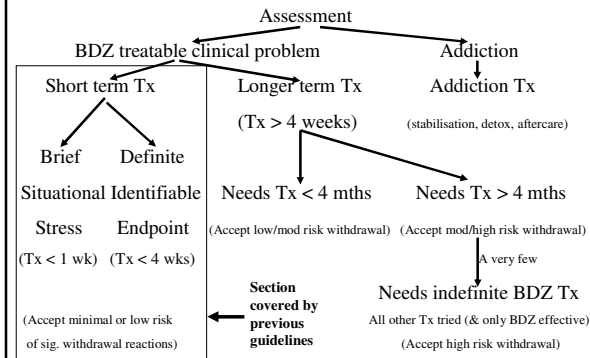 Assessment
BDZ treatable clinical problem
Addiction
Short term Tx
Longer term Tx
(Tx > 4 weeks)
Addiction Tx
(stabilisation, detox, aftercare)
Brief
Situational
Stress
(Tx < 1 wk)
Definite
Identifiable
Endpoint
(Tx < 4 wks)
Needs Tx < 4 mths
(Accept low/mod risk withdrawal)
Needs Tx > 4 mths
(Accept mod/high risk withdrawal)
A very few
Needs indefinite BDZ Tx
All other Tx tried (& only BDZ effective)
(Accept high risk withdrawal)
(Accept minimal or low risk
of sig. withdrawal reactions)
Section
covered by
previous
guidelines